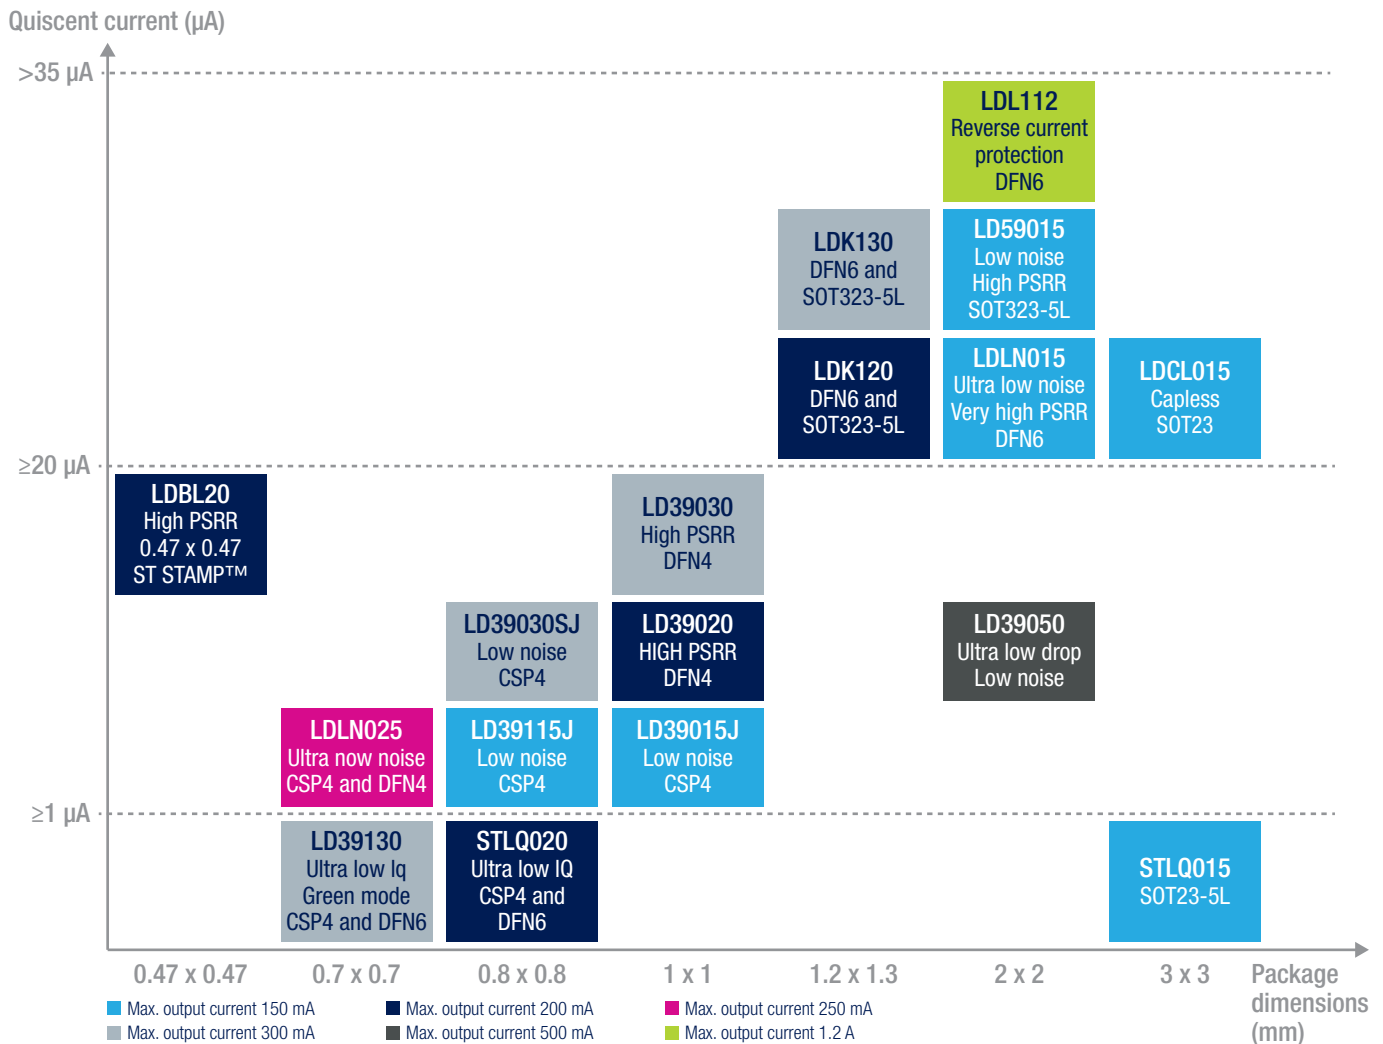 Quiscent current (µA)
>35 µA
LDL112
Reverse current
protection
DFN6
LDK130
DFN6 and
SOT323-5L
LD59015
Low noise
High PSRR
SOT323-5L
LDK120
DFN6 and
SOT323-5L
LDLN015
Ultra low noise
Very high PSRR
DFN6
LDCL015
Capless
SOT23
≥20 µA
LDBL20
High PSRR
0.47 x 0.47
ST STAMP™
LD39030
High PSRR
DFN4
LD39030SJ
Low noise
CSP4
LD39020
HIGH PSRR
DFN4
LD39050
Ultra low drop
Low noise
LDLN025
Ultra now noise
CSP4 and DFN4
LD39115J
Low noise
CSP4
LD39015J
Low noise
CSP4
≥1 µA
LD39130
Ultra low Iq
Green mode
CSP4 and DFN6
STLQ020
Ultra low IQ
CSP4 and
DFN6
STLQ015
SOT23-5L
0.47 x 0.47
0.7 x 0.7
0.8 x 0.8
1 x 1
1.2 x 1.3
2 x 2
3 x 3
Package
dimensions
(mm)
Max. output current 150 mA
Max. output current 200 mA
Max. output current 250 mA
Max. output current 300 mA
Max. output current 500 mA
Max. output current 1.2 A